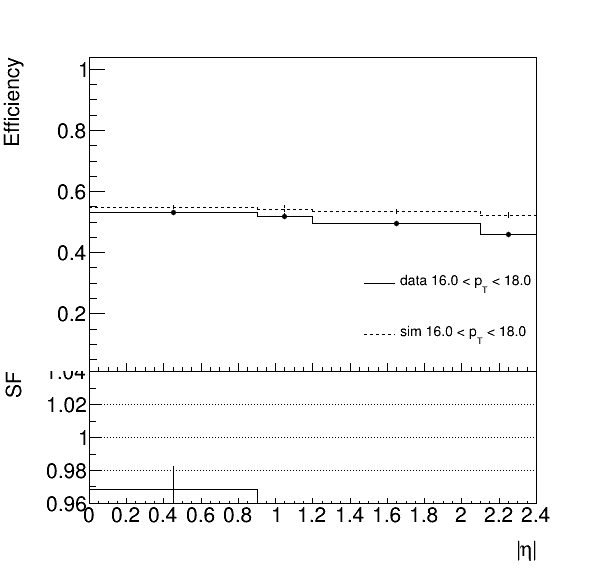 Efficiency
1
0.8
0.6
0.4
0.2
data 16.0 < p_T < 18.0
sim 16.0 < p_T < 18.0
SF
1.04
1.02
1
0.98
0.96
0 0.2 0.4 0.6 0.8 1 1.2 1.4 1.6 1.8 2 2.2 2.4
|η|